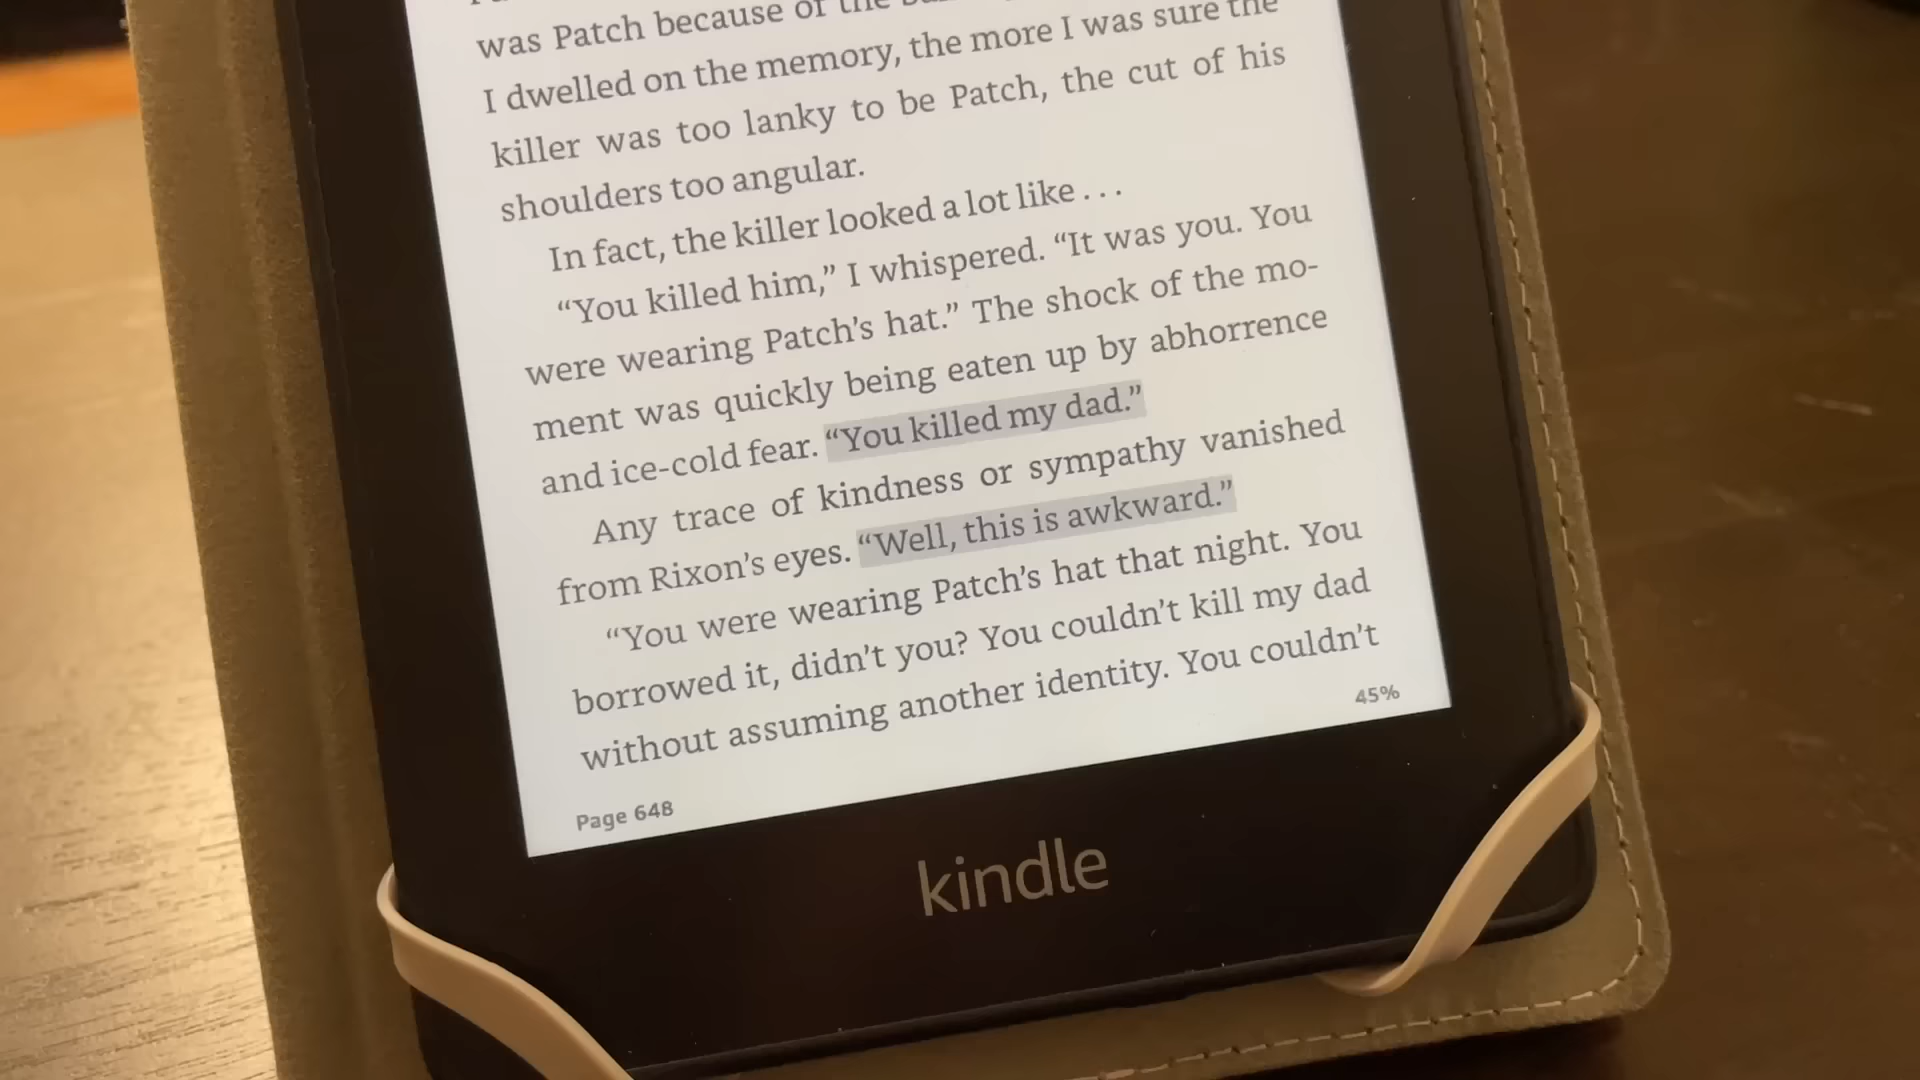 was Patch because of the
I dwelled on the memory, the more I was sure the
killer was too lanky to be Patch, the cut of his
shoulders too angular.
In fact, the killer looked a lot like . . .
“You killed him,” I whispered. “It was you. You
were wearing Patch’s hat.” The shock of the mo-
ment was quickly being eaten up by abhorrence
and ice-cold fear. “You killed my dad.”
Any trace of kindness or sympathy vanished
from Rixon’s eyes. “Well, this is awkward.”
“You were wearing Patch’s hat that night. You
borrowed it, didn’t you? You couldn’t kill my dad
without assuming another identity. You couldn’t
45%
Page 648
kindle